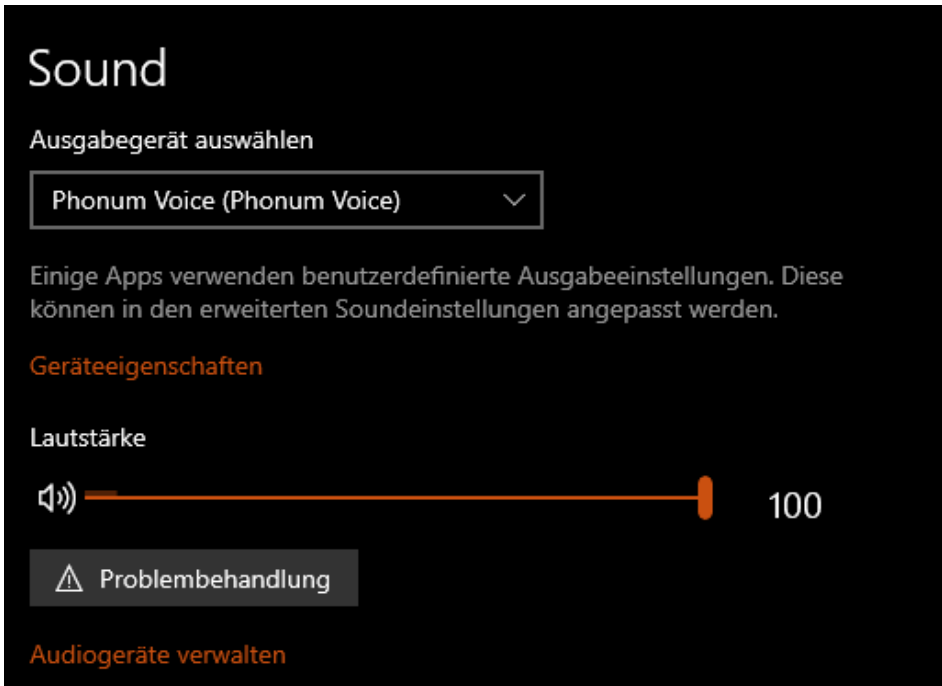 Sound
Ausgabegerät auswählen
Phonum Voice (Phonum Voice)
Einige Apps verwenden benutzerdefinierte Ausgabeeinstellungen. Diese
können in den erweiterten Soundeinstellungen angepasst werden.
Geräteeigenschaften
Lautstärke
100
Problembehandlung
Audiogeräte verwalten